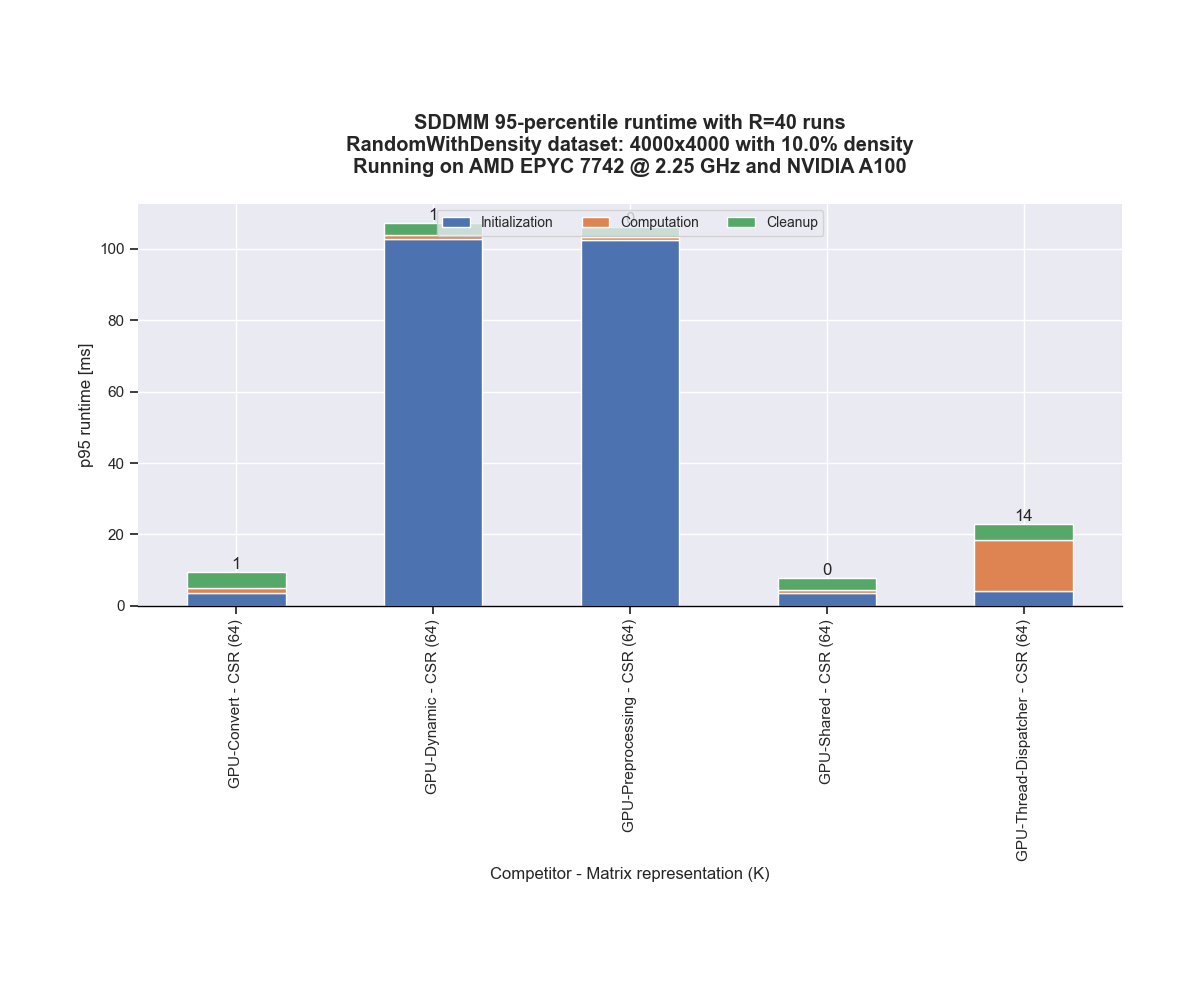 SDDMM 95-percentile runtime with R=40 runs
RandomWithDensity dataset: 4000x4000 with 10.0% density
Running on AMD EPYC 7742 @ 2.25 GHz and NVIDIA A100
Initialization Computation Cleanup
p95 runtime [ms]
100
80
60
40
20
0
1
1
0
0
14
GPU-Convert - CSR (64)
GPU-Dynamic - CSR (64)
GPU-Preprocessing - CSR (64)
GPU-Shared - CSR (64)
GPU-Thread-Dispatcher - CSR (64)
Competitor - Matrix representation (K)